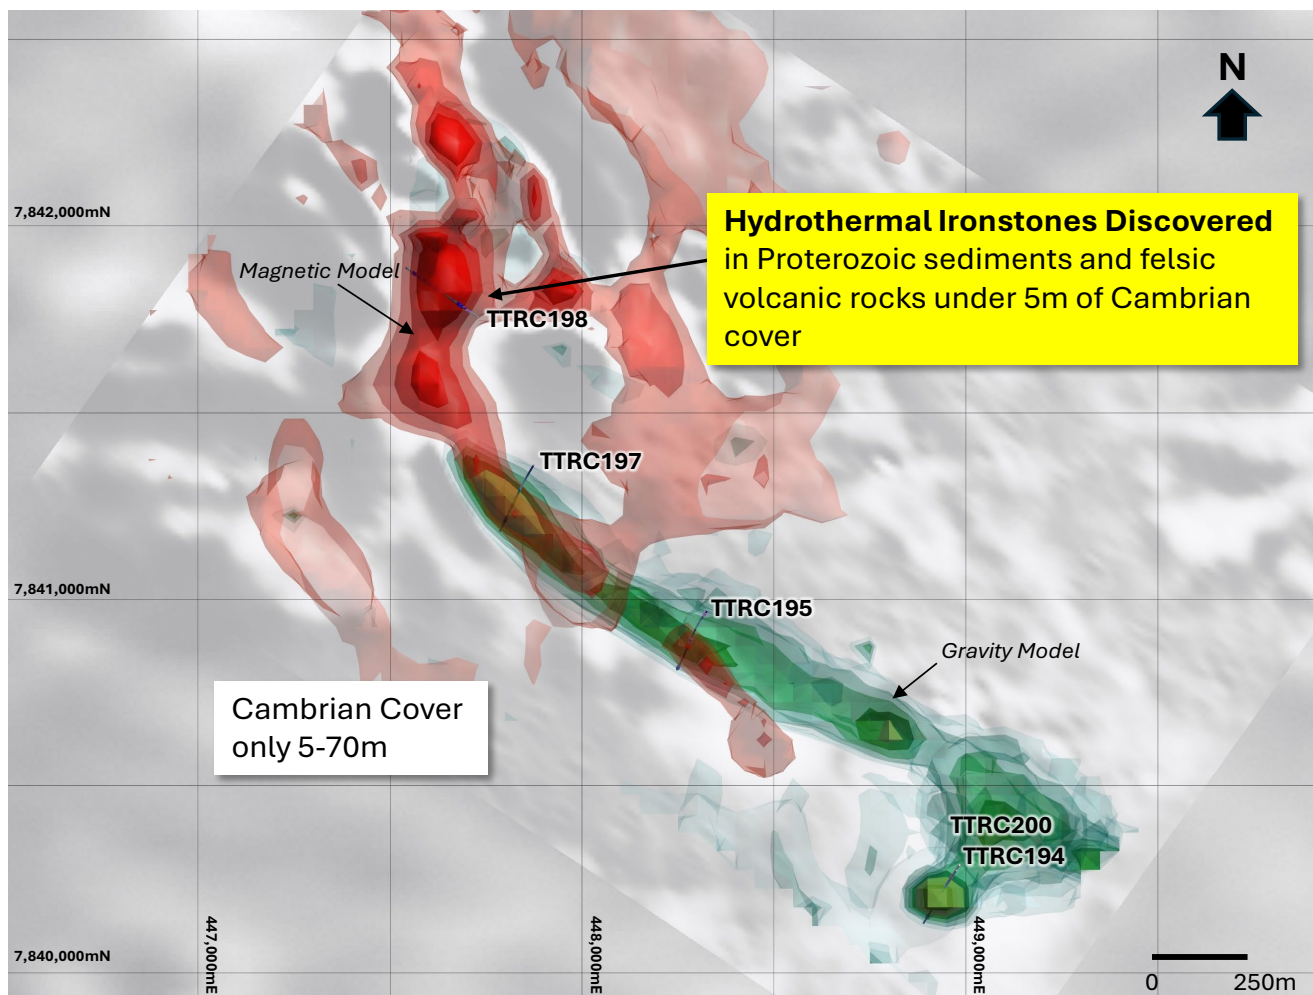 N
7,842,000mN
Hydrothermal Ironstones Discovered
in Proterozoic sediments and felsic
volcanic rocks under 5m of Cambrian
cover
Magnetic Model
TTRC198
TTRC197
7,841,000mN
TTRC195
Gravity Model
Cambrian Cover
only 5-70m
TTRC200
TTRC194
7,840,000mN
447,000mE
448,000mE
449,000mE
0 250m